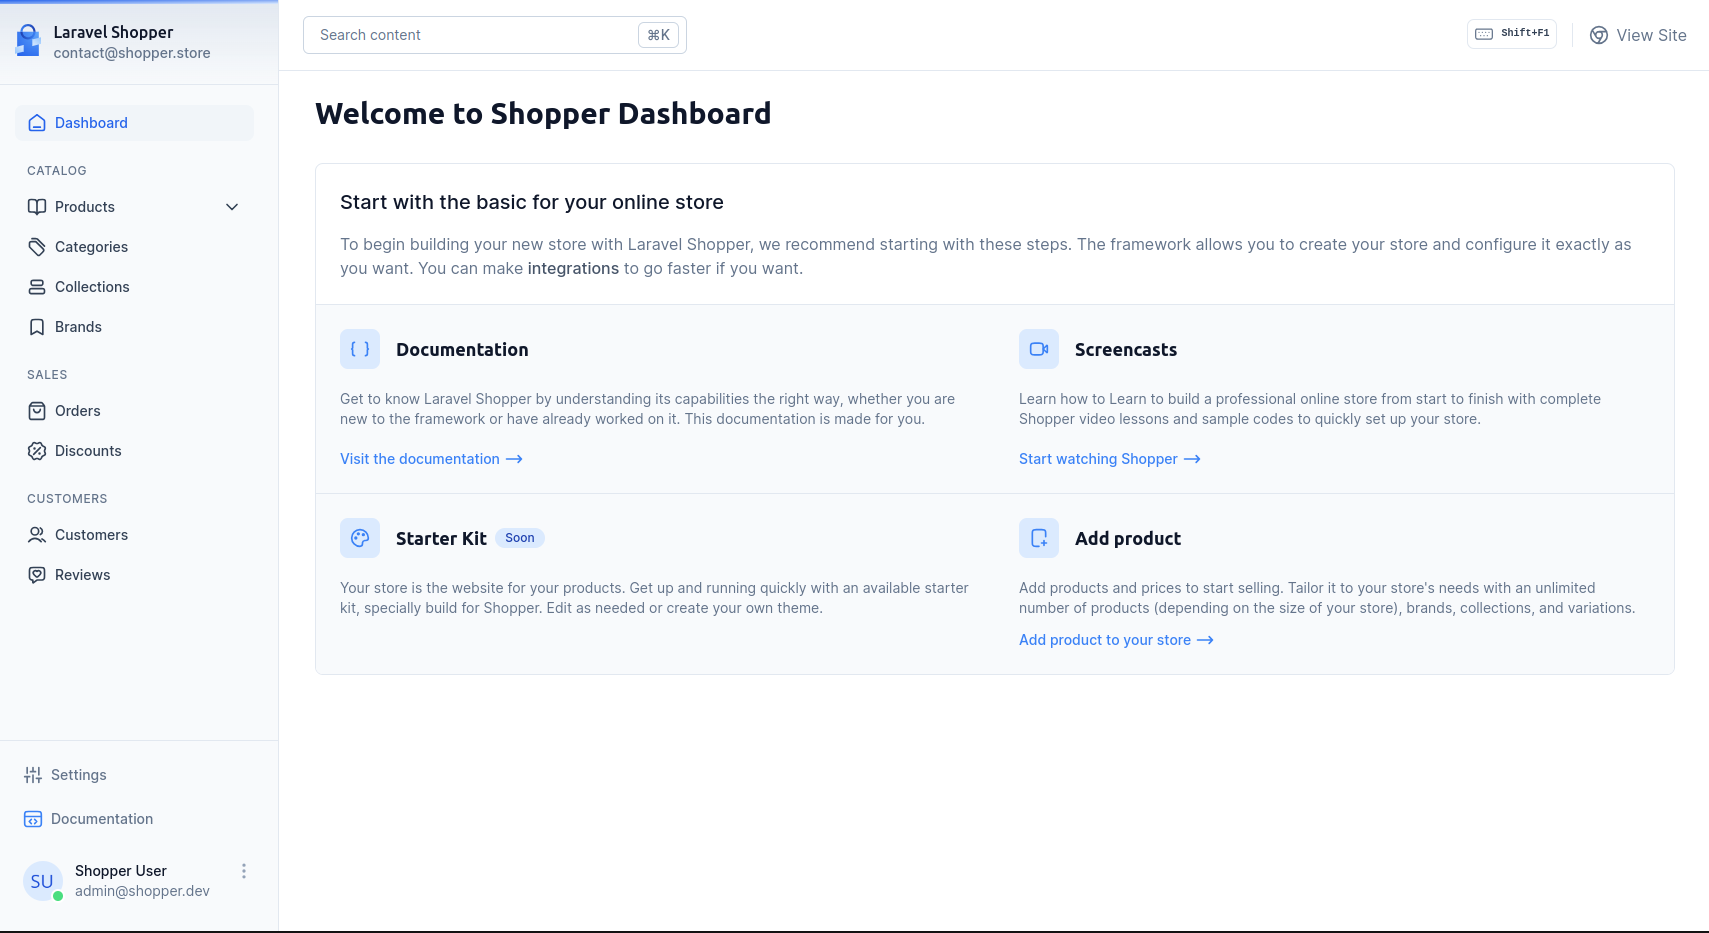 Laravel Shopper
contact@shopper.store
Dashboard
CATALOG
Products
Categories
Collections
Brands
SALES
Orders
Discounts
CUSTOMERS
Customers
Reviews
Settings
Documentation
SU
Shopper User
admin@shopper.dev
Search content
⌘K
Shift+F1
View Site
Welcome to Shopper Dashboard
Start with the basic for your online store
To begin building your new store with Laravel Shopper, we recommend starting with these steps. The framework allows you to create your store and configure it exactly as
you want. You can make integrations to go faster if you want.
Documentation
Get to know Laravel Shopper by understanding its capabilities the right way, whether you are
new to the framework or have already worked on it. This documentation is made for you.
Visit the documentation →
Screencasts
Learn how to Learn to build a professional online store from start to finish with complete
Shopper video lessons and sample codes to quickly set up your store.
Start watching Shopper →
Starter Kit Soon
Your store is the website for your products. Get up and running quickly with an available starter
kit, specially build for Shopper. Edit as needed or create your own theme.
Add product
Add products and prices to start selling. Tailor it to your store's needs with an unlimited
number of products (depending on the size of your store), brands, collections, and variations.
Add product to your store →